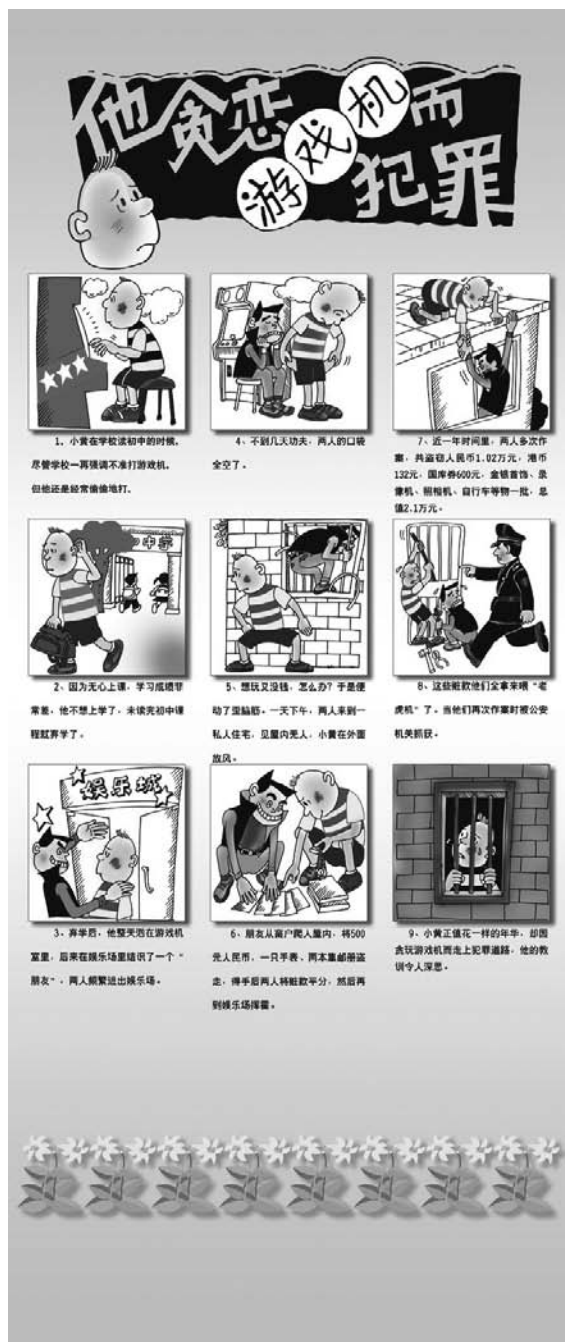 他贪恋游戏机而
犯罪
1、小黄在学校读初中的时候，
尽管学校一再强调不准打游戏机，
但他还是经常偷偷地打。
中学
2、因为无心上课，学习成绩非
常差，他不想上学了，未读完初中课
程就弃学了。
娱乐城
3、弃学后，他整天泡在游戏机
室里，后来在娱乐场里结识了一个“
朋友”，两人频繁进出娱乐场。
4、不到几天功夫，两人的口袋
全空了。
5、想玩又没钱，怎么办？于是便
动了歪脑筋。一天下午，两人来到一
私人住宅，见屋内无人，小黄在外面
放风。
6、朋友从窗户爬入屋内，将500
元人民币，一只手表、两本集邮册盗
走，得手后两人将赃款平分，然后再
到娱乐场挥霍。
7、近一年时间里，两人多次作
案，共盗窃人民币1.02万元，港币
132元，国库券600元，金银首饰、录
像机、照相机、自行车等物一批，总
值2.1万元。
8、这些赃款他们全拿来喂“老
虎机”了。当他们再次作案时被公安
机关抓获。
9、小黄正值花一样的年华，却因
贪玩游戏机而走上犯罪道路，他的教
训令人深思。